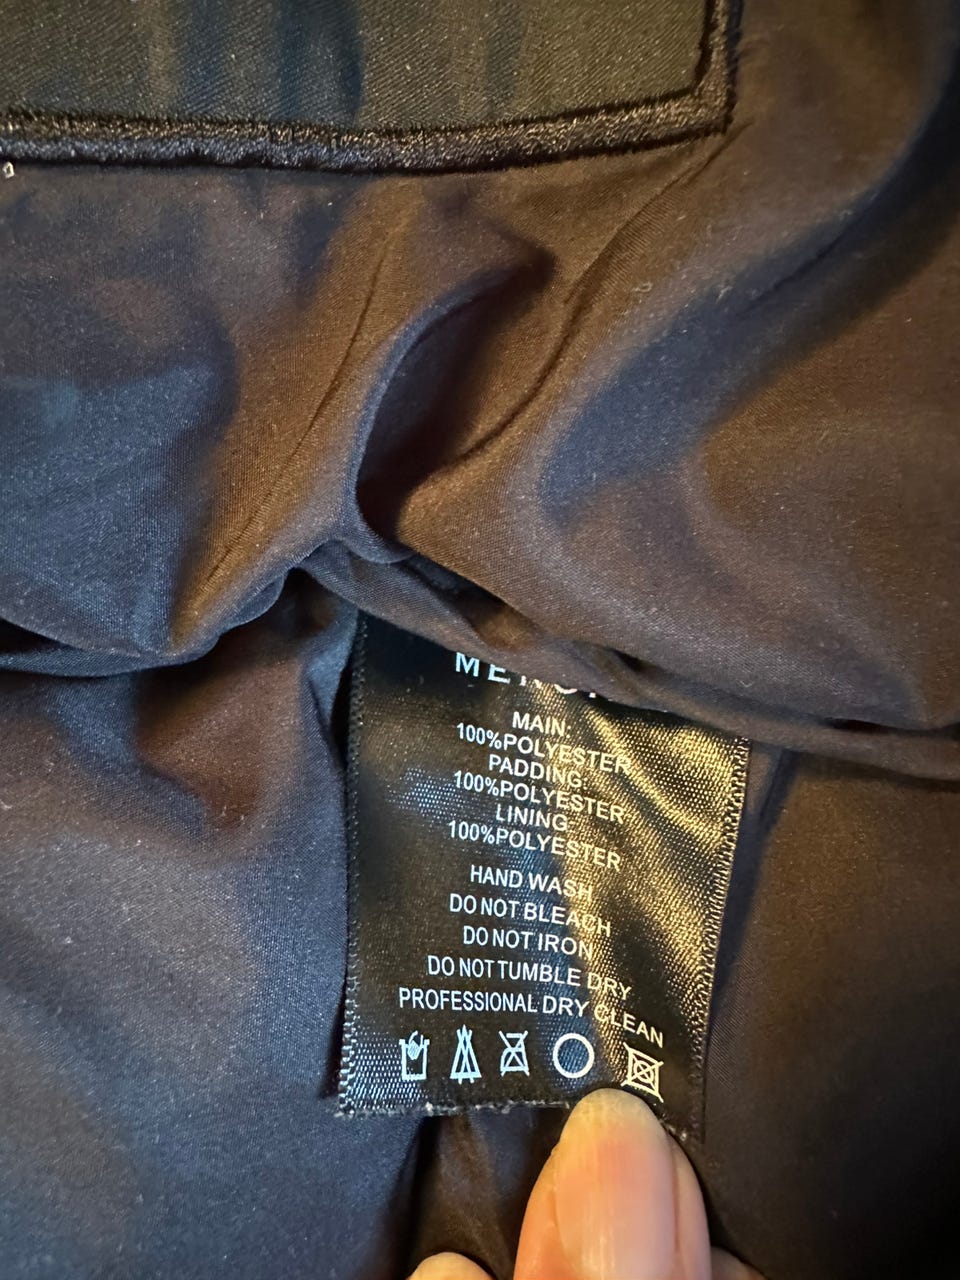 MAIN:
100%POLYESTER
PADDING:
100%POLYESTER
LINING:
100%POLYESTER
HAND WASH
DO NOT BLEACH
DO NOT IRON
DO NOT TUMBLE DRY
PROFESSIONAL DRY CLEAN